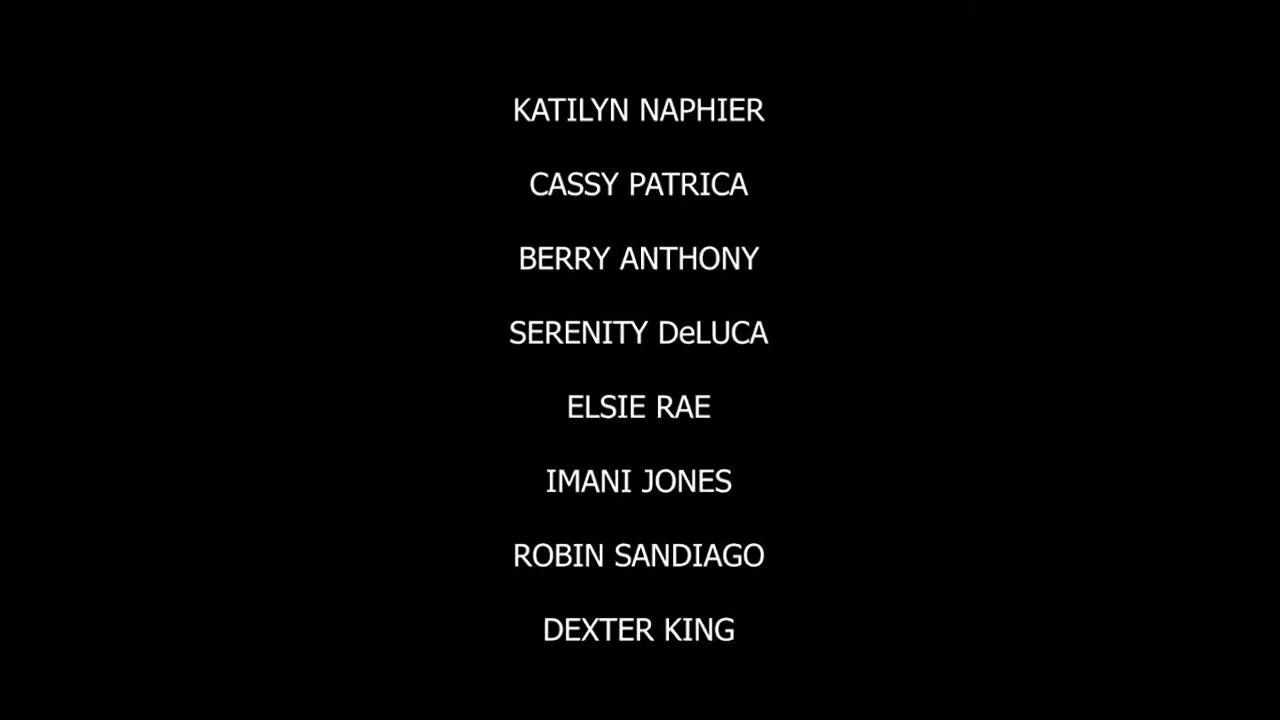 KATILYN NAPHIER
CASSY PATRICA
BERRY ANTHONY
SERENITY DeLUCA
ELSIE RAE
IMANI JONES
ROBIN SANDIAGO
DEXTER KING